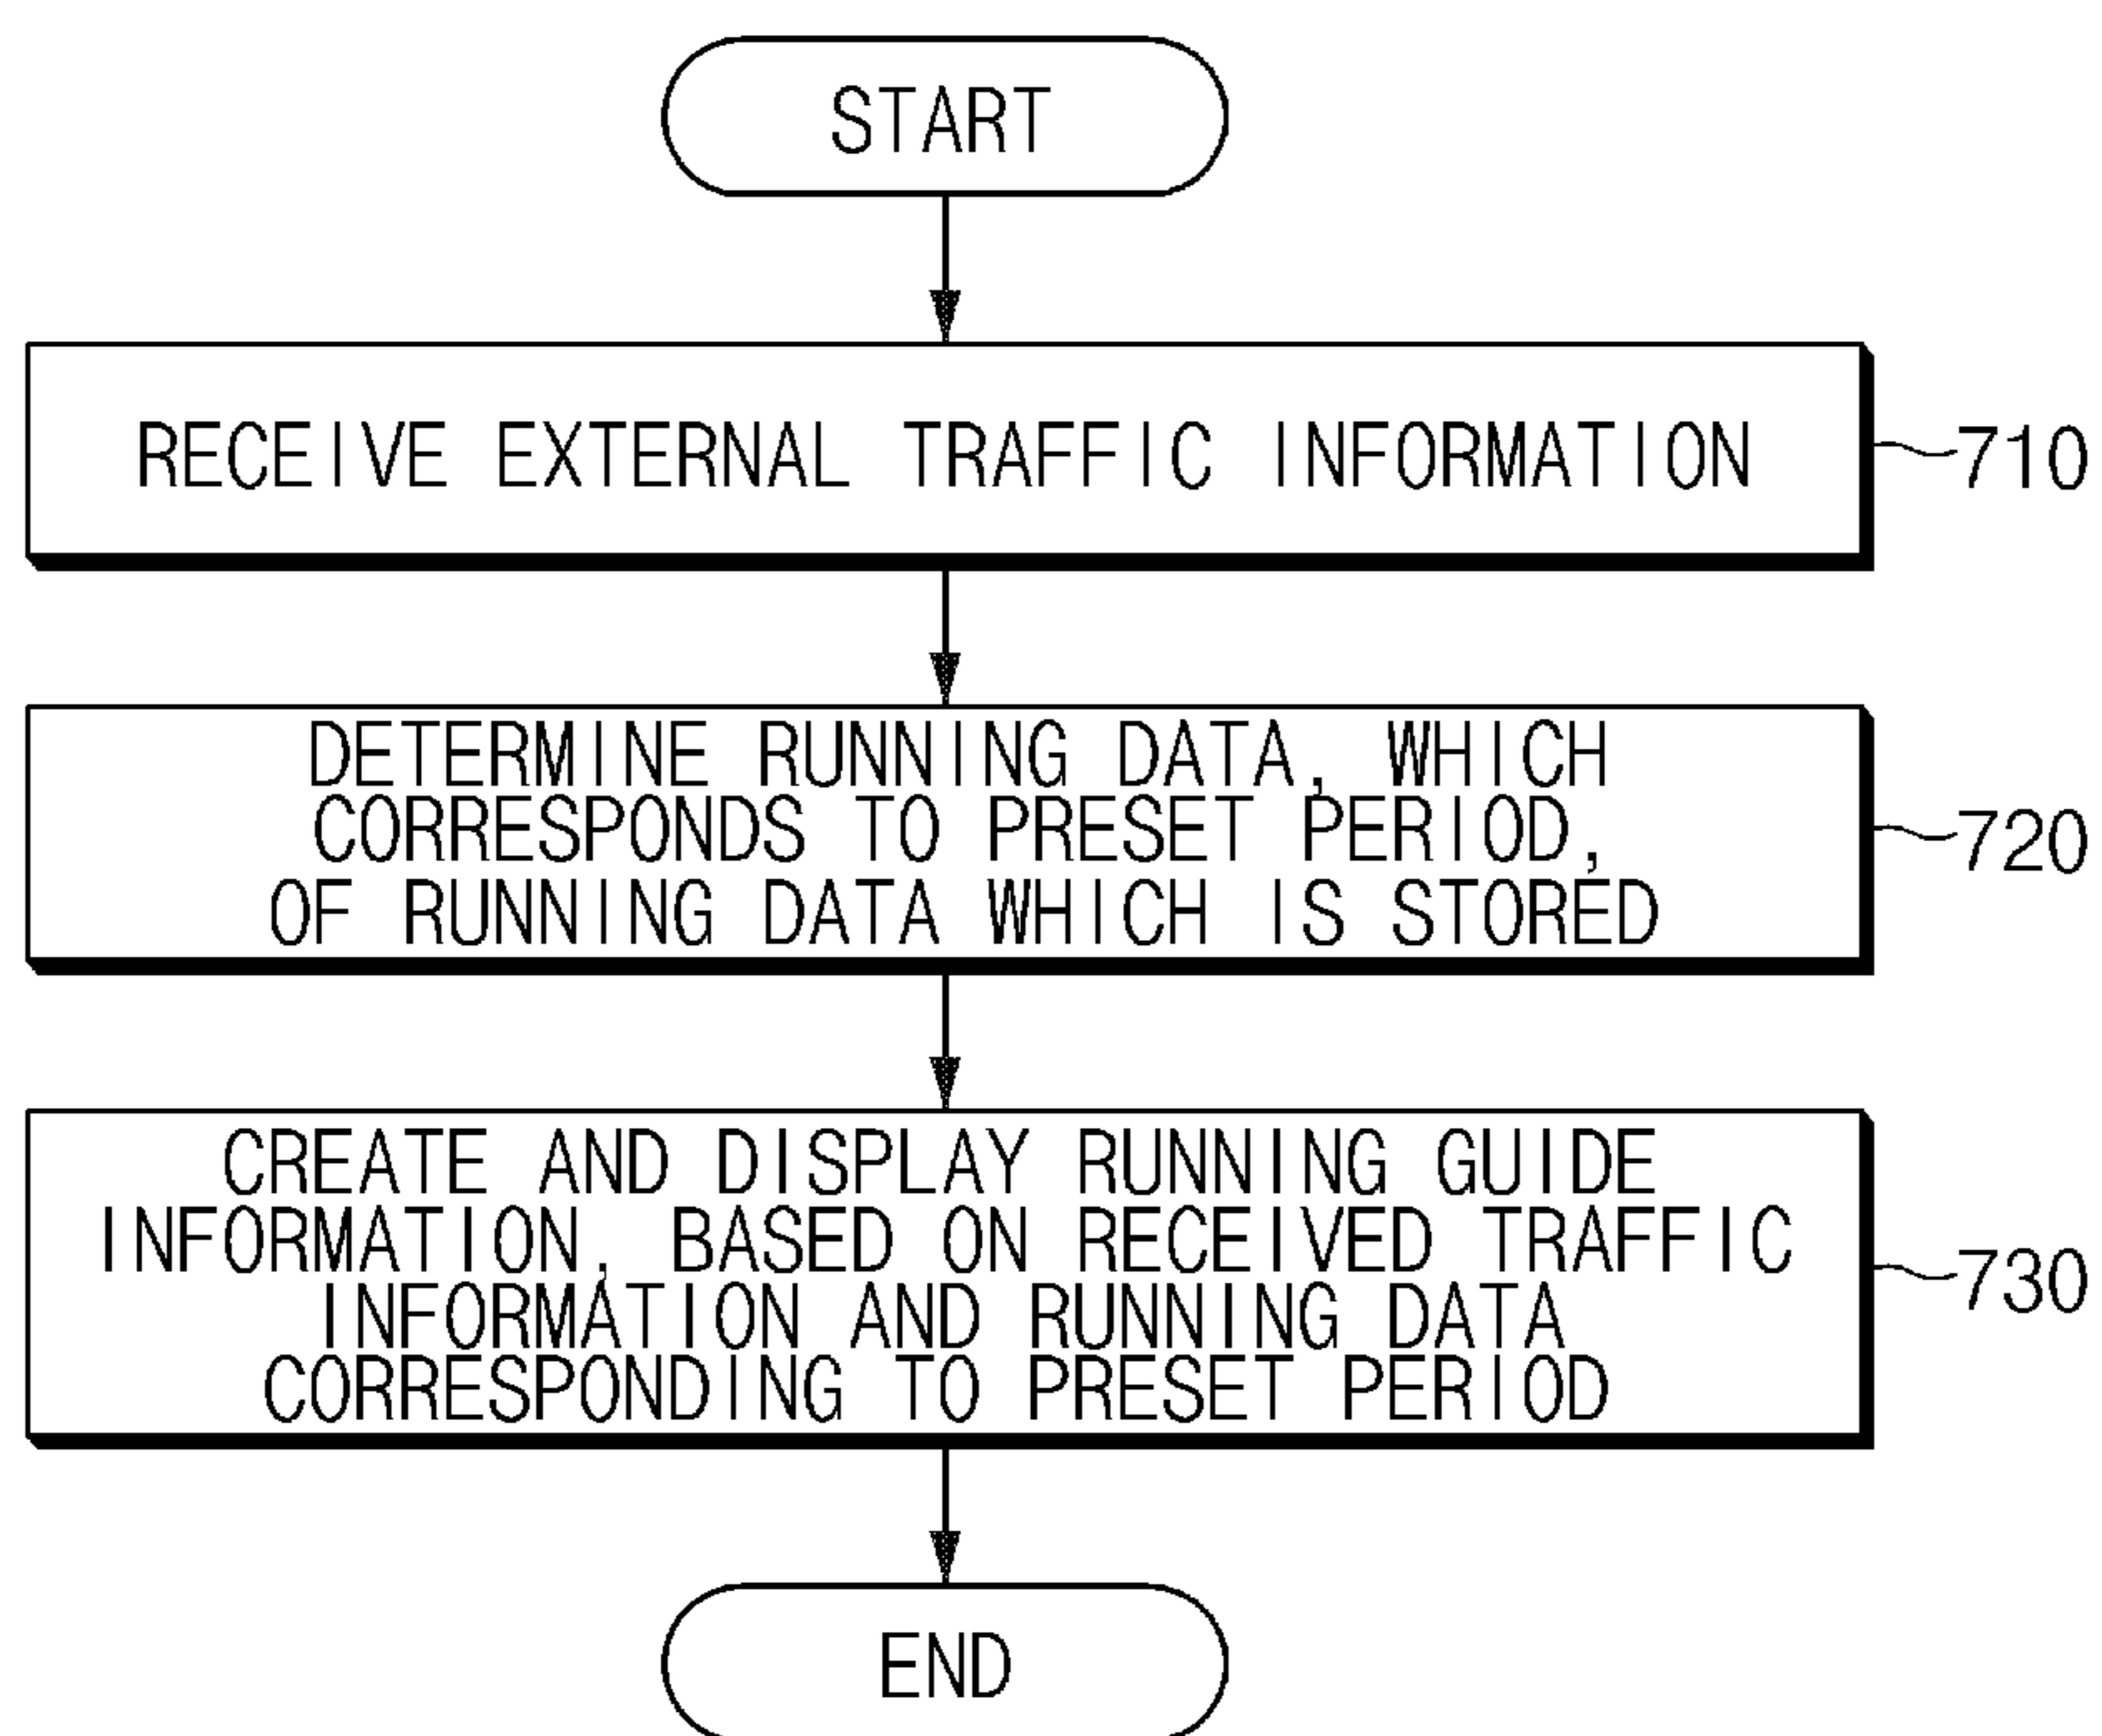 START
RECEIVE EXTERNAL TRAFFIC INFORMATION
710
DETERMINE RUNNING DATA, WHICH
CORRESPONDS TO PRESET PERIOD,
OF RUNNING DATA WHICH IS STORED
720
CREATE AND DISPLAY RUNNING GUIDE
INFORMATION, BASED ON RECEIVED TRAFFIC
INFORMATION AND RUNNING DATA
CORRESPONDING TO PRESET PERIOD
730
END